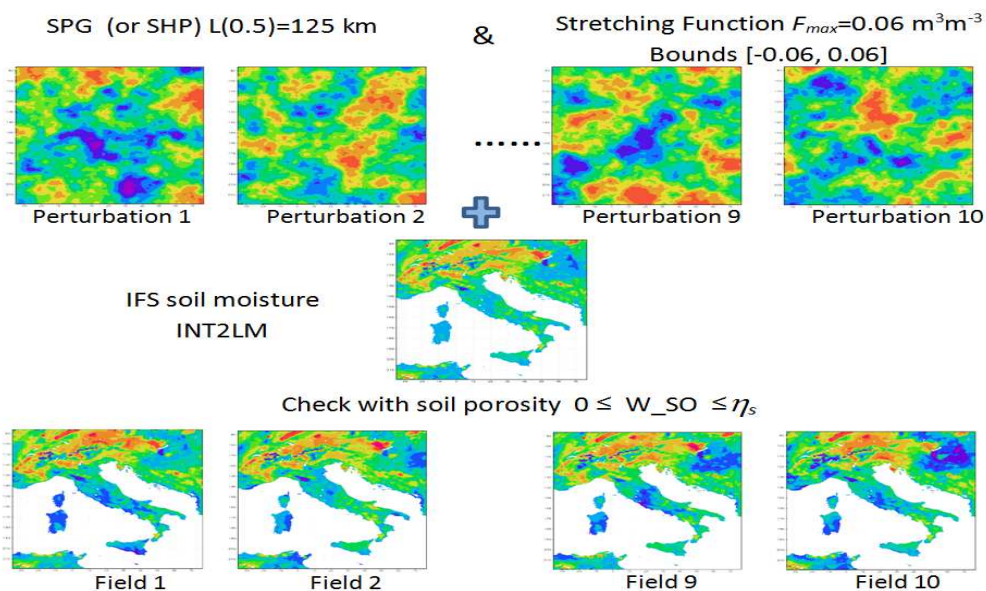 SPG (or SHP) L(0.5)=125 km
&
Stretching Function Fmax=0.06 m³m⁻³
Bounds [-0.06, 0.06]
Perturbation 1
Perturbation 2
Perturbation 9
Perturbation 10
IFS soil moisture
INT2LM
Check with soil porosity 0 ≤ W_SO ≤ηs
Field 1
Field 2
Field 9
Field 10